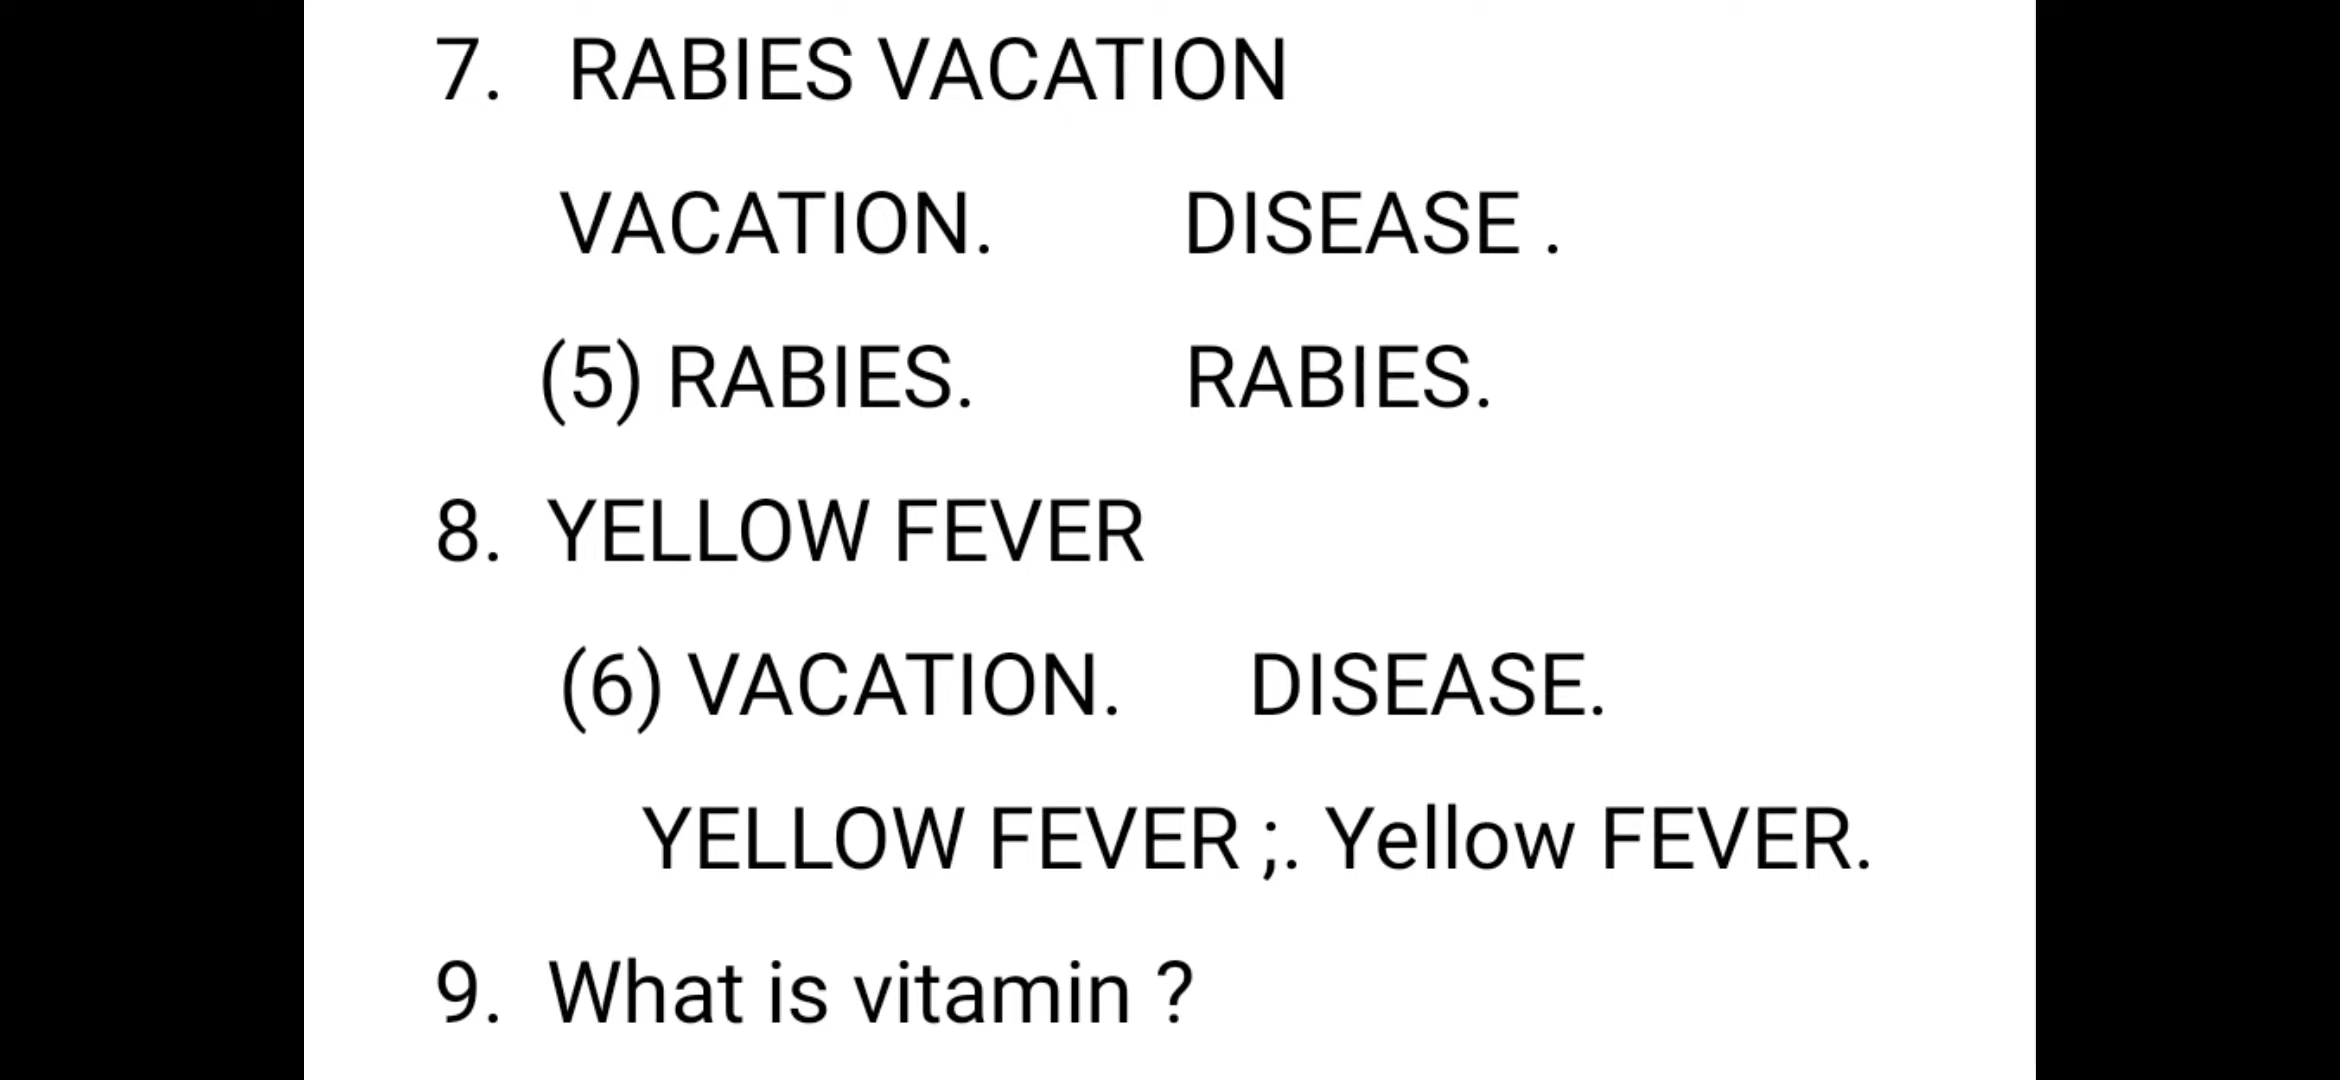 7. RABIES VACATION
VACATION. DISEASE .
(5) RABIES. RABIES.
8. YELLOW FEVER
(6) VACATION. DISEASE.
YELLOW FEVER ;. Yellow FEVER.
9. What is vitamin ?